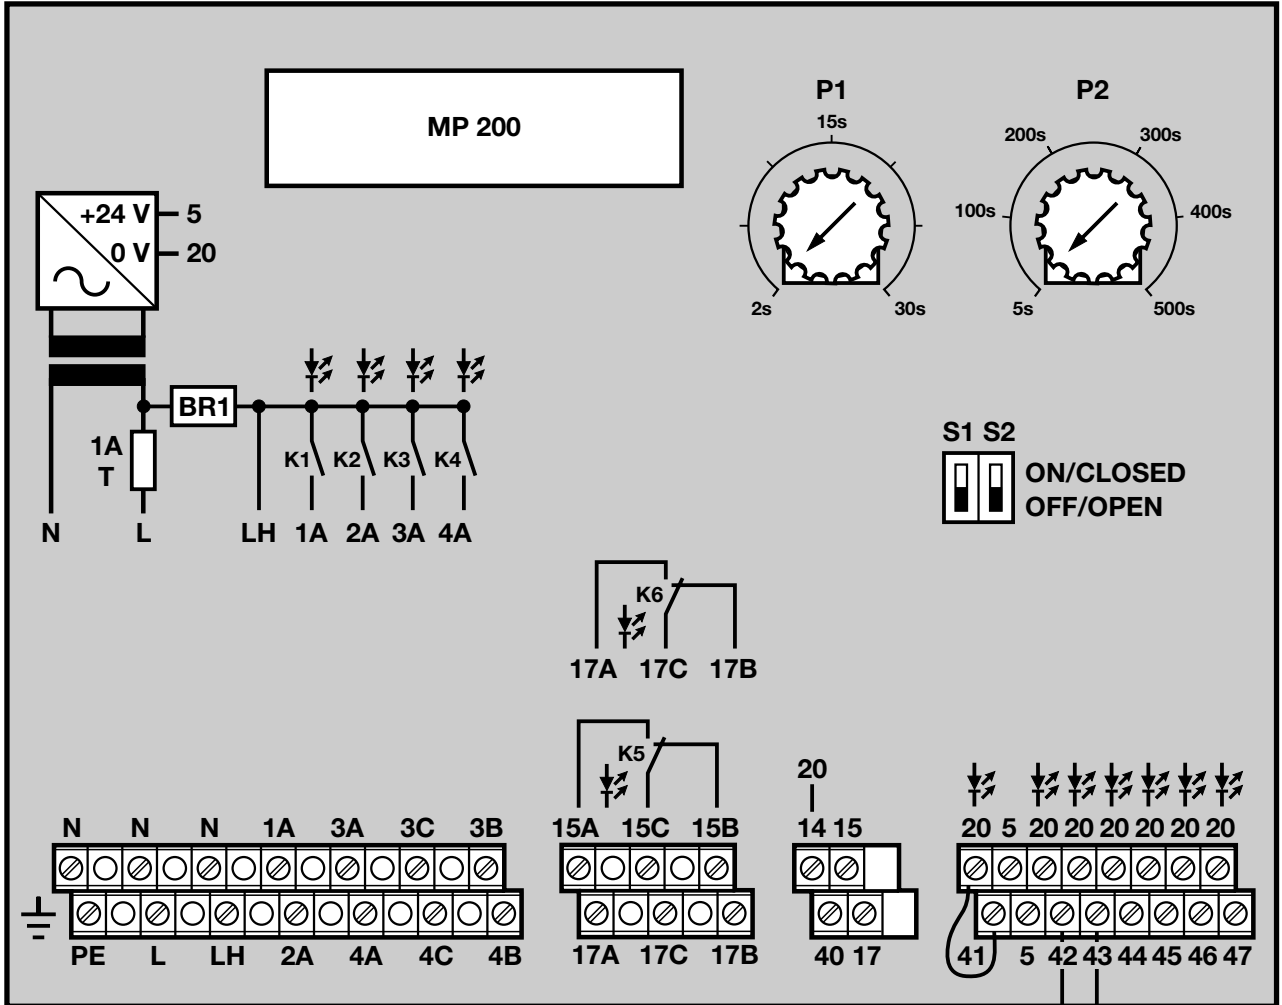 P1 P2
15s
200s 300s
MP 200
+24 V 5
100s 400s
0 V 20
2s 30s 5s 500s
BR1
S1 S2
1A
T
K1 K2 K3 K4
ON/CLOSED
OFF/OPEN
N L LH 1A 2A 3A 4A
K6
17A 17C 17B
K5
20
N N N 1A 3A 3C 3B 15A 15C 15B 14 15 20 5 20 20 20 20 20 20
PE L LH 2A 4A 4C 4B 17A 17C 17B 40 17 41 5 42 43 44 45 46 47